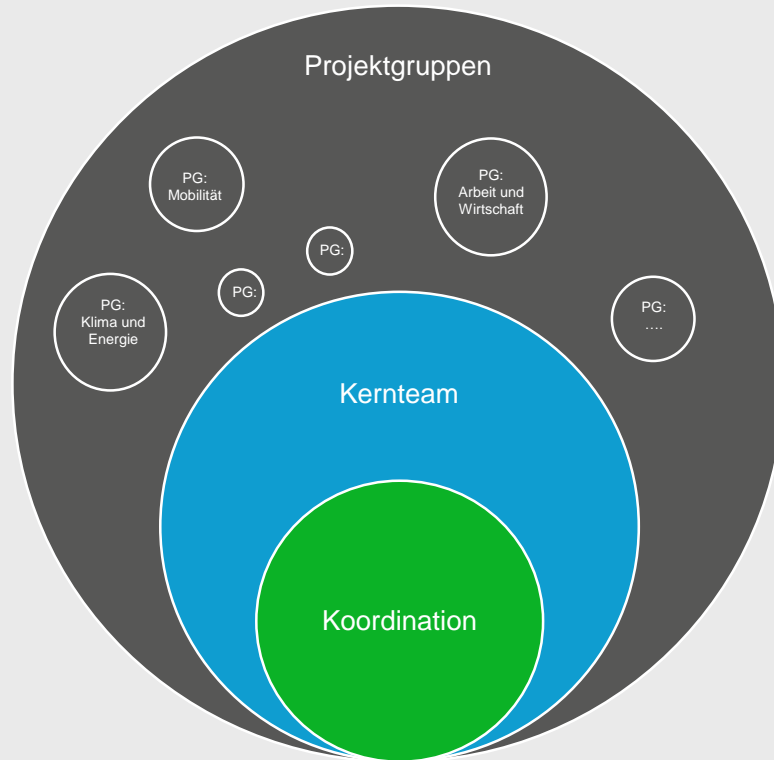 Projektgruppen
PG:
Mobilität
PG:
Arbeit und
Wirtschaft
PG:
PG:
PG:
Klima und
Energie
PG:
....
Kernteam
Koordination